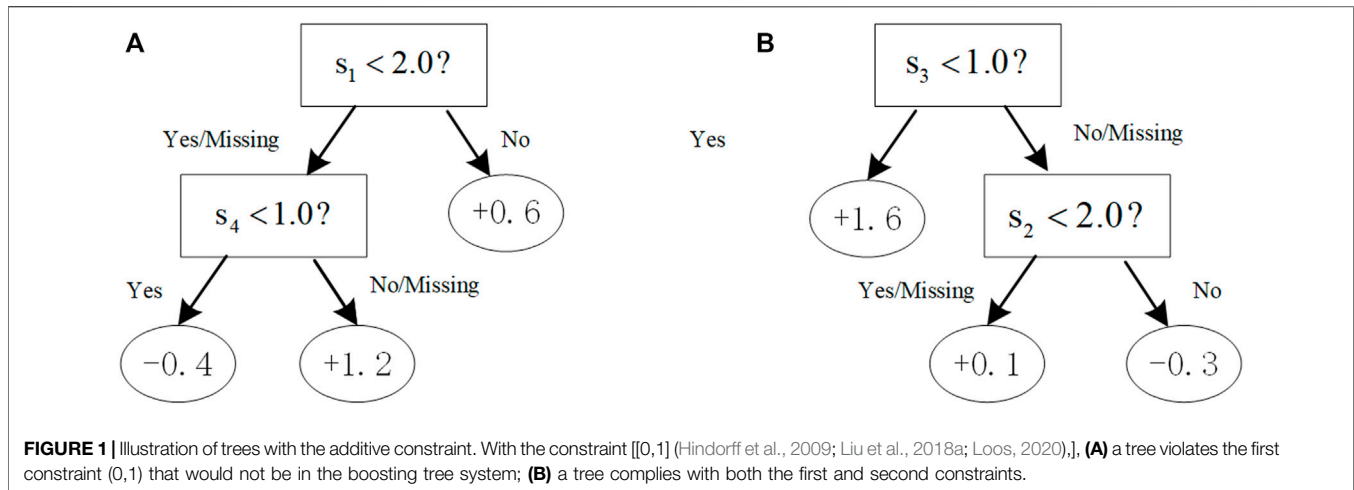 A
s₁ < 2.0?
Yes/Missing
No
s₄ < 1.0?
+0. 6
Yes
No/Missing
−0. 4
+1. 2
B
s₃ < 1.0?
Yes
No/Missing
+1. 6
s₂ < 2.0?
Yes/Missing
No
+0. 1
−0. 3
FIGURE 1 | Illustration of trees with the additive constraint. With the constraint [[0,1] (Hindorff et al., 2009; Liu et al., 2018a; Loos, 2020),], (A) a tree violates the first
constraint (0,1) that would not be in the boosting tree system; (B) a tree complies with both the first and second constraints.